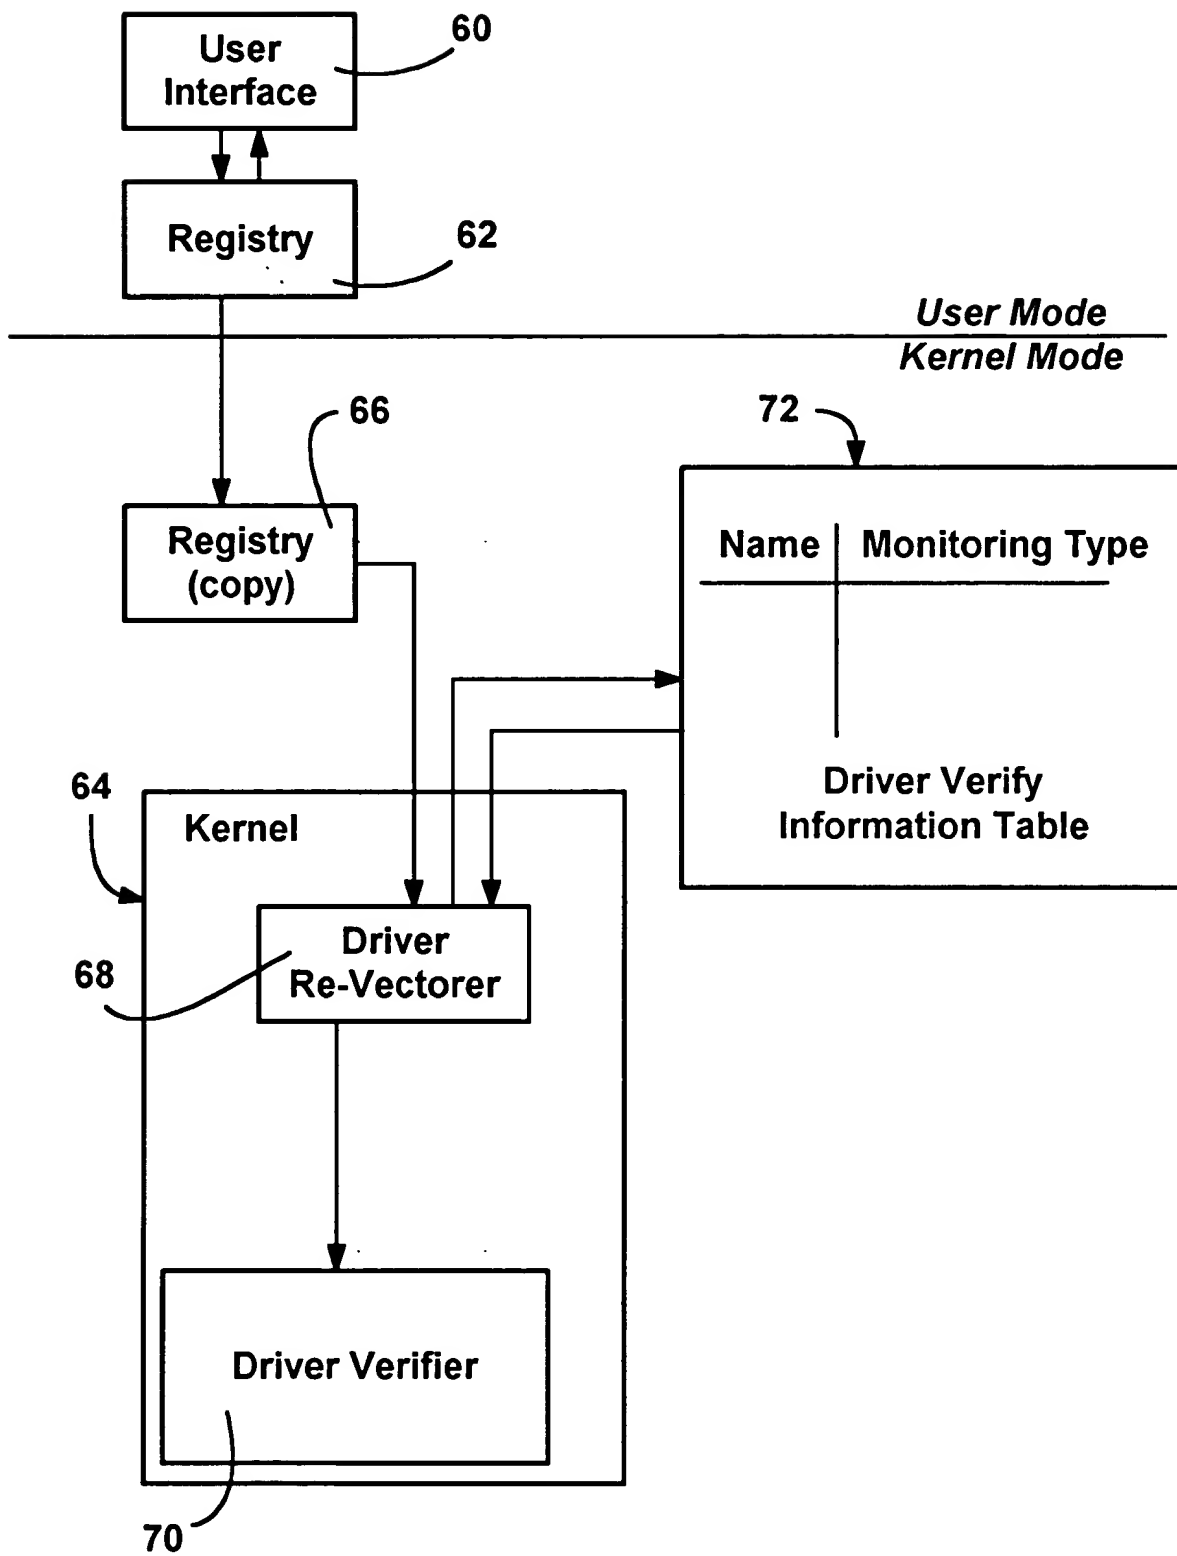 60
User
Interface
Registry
62
User Mode
Kernel Mode
66
72
Registry
(copy)
Name
Monitoring Type
Driver Verify
Information Table
64
Kernel
Driver
Re-Vectorer
68
Driver Verifier
70